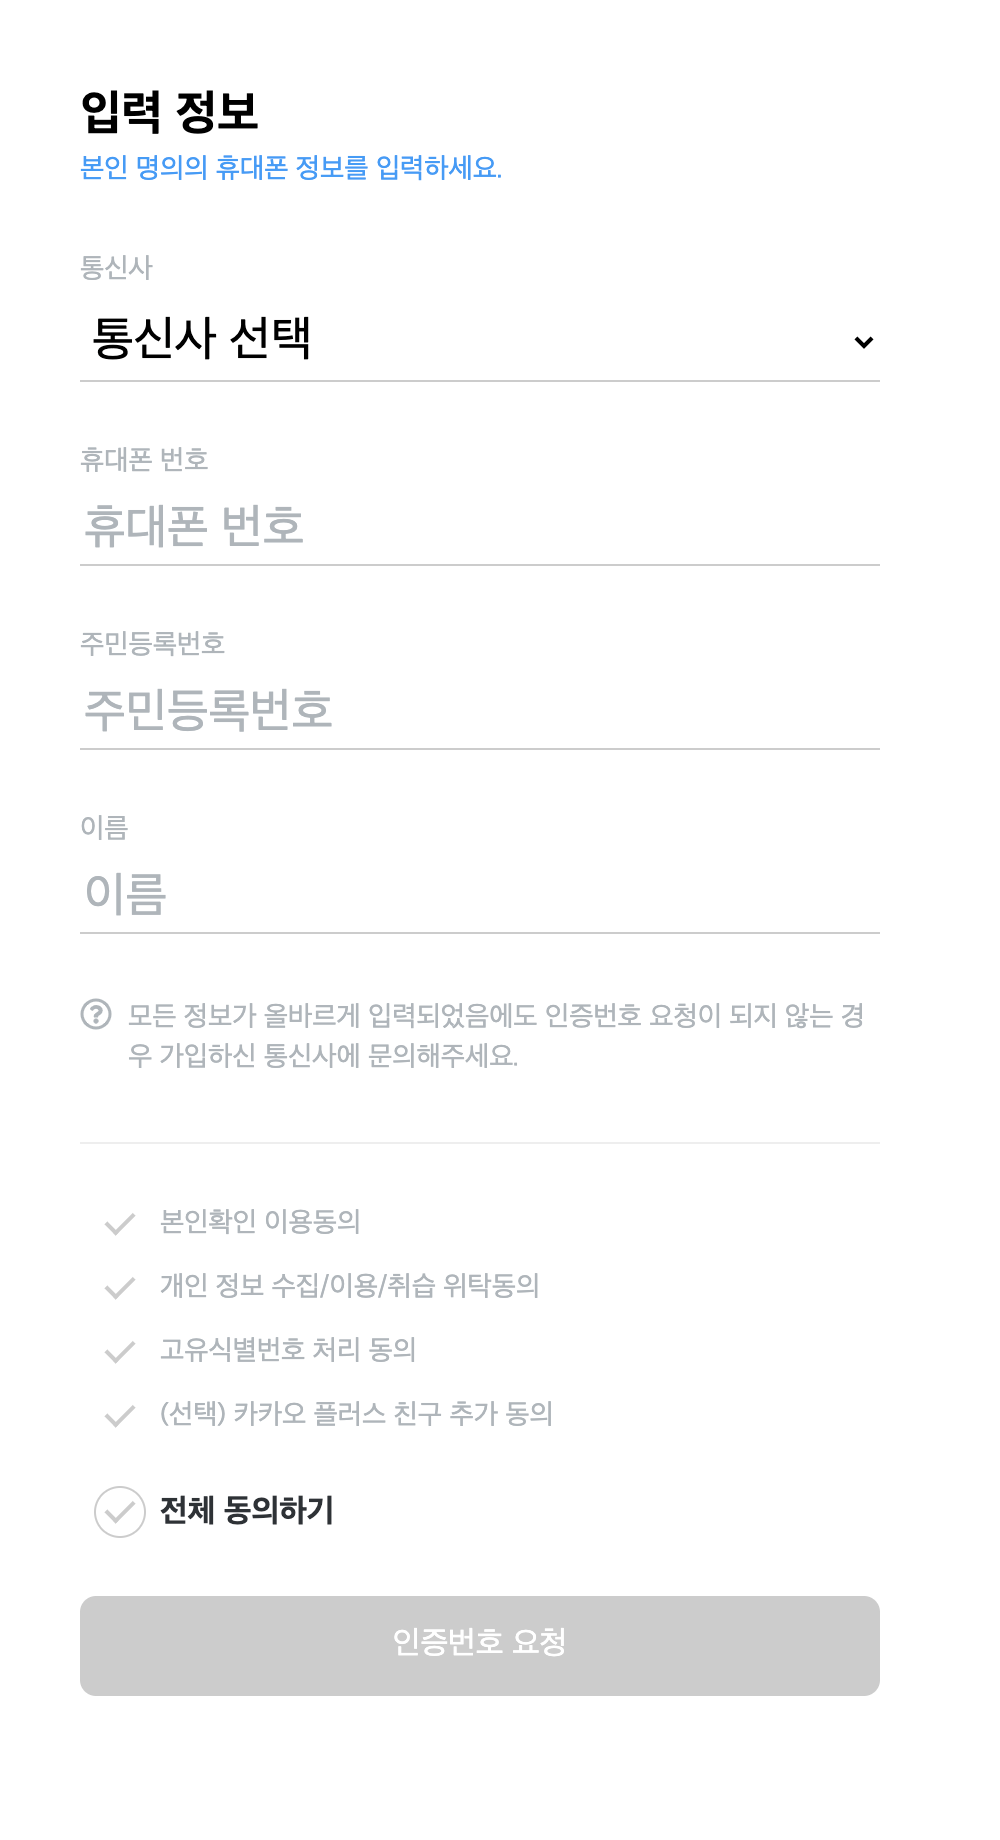 입력 정보
본인 명의의 휴대폰 정보를 입력하세요.
통신사
통신사 선택
휴대폰 번호
휴대폰 번호
주민등록번호
주민등록번호
이름
이름
모든 정보가 올바르게 입력되었음에도 인증번호 요청이 되지 않는 경
우 가입하신 통신사에 문의해주세요.
본인확인 이용동의
개인 정보 수집/이용/취습 위탁동의
고유식별번호 처리 동의
(선택) 카카오 플러스 친구 추가 동의
전체 동의하기
인증번호 요청